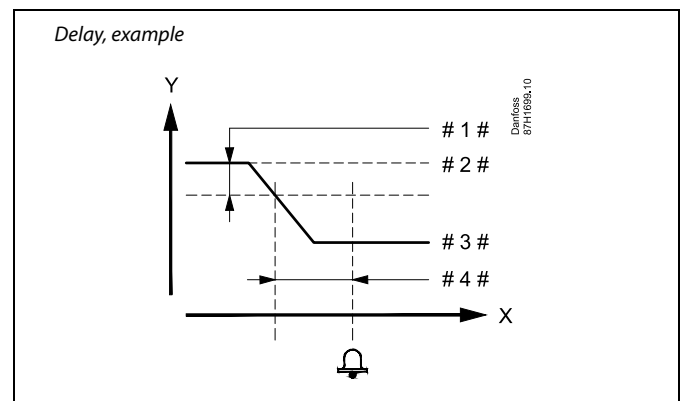 Delay, example
Y
# 1 #
Danfoss
87H1699.10
# 2 #
# 3 #
# 4 #
X